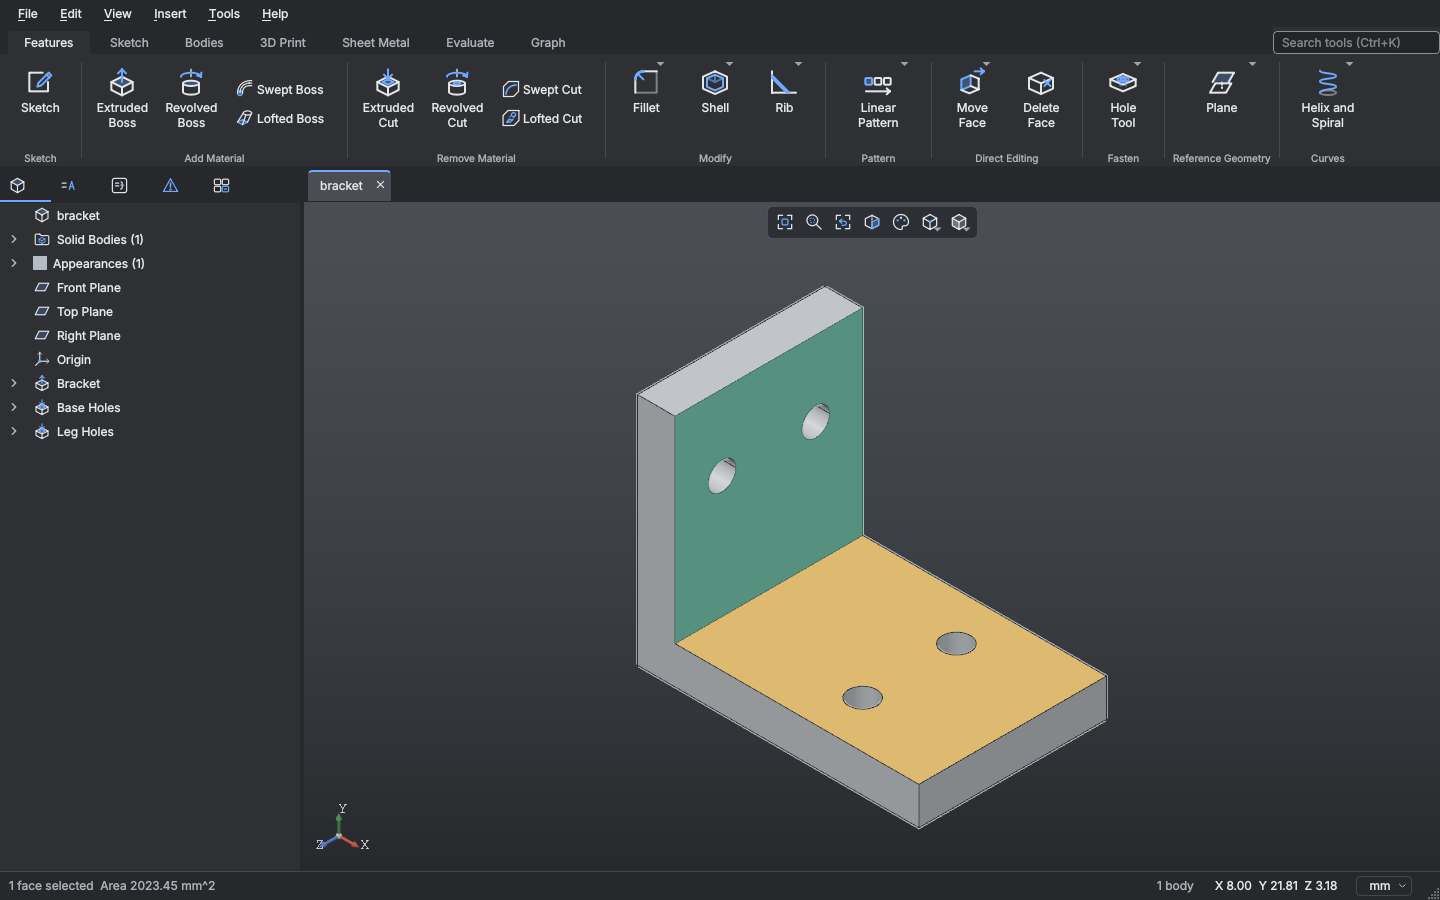 File Edit View Insert Tools Help
Features Sketch Bodies 3D Print Sheet Metal Evaluate Graph
Search tools (Ctrl+K)
Sketch
Extruded Boss
Revolved Boss
Swept Boss
Lofted Boss
Extruded Cut
Revolved Cut
Swept Cut
Lofted Cut
Fillet
Shell
Rib
Linear Pattern
Move Face
Delete Face
Hole Tool
Plane
Helix and Spiral
Sketch Add Material Remove Material Modify Pattern Direct Editing Fasten Reference Geometry Curves
bracket
bracket
Solid Bodies (1)
Appearances (1)
Front Plane
Top Plane
Right Plane
Origin
Bracket
Base Holes
Leg Holes
Y
Z
X
1 face selected Area 2023.45 mm^2
1 body X 8.00 Y 21.81 Z 3.18 mm